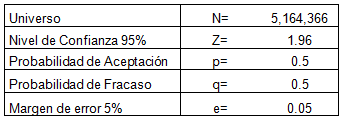 Universo N= 5,164,366
Nivel de Confianza 95% Z= 1.96
Probabilidad de Aceptación p= 0.5
Probabilidad de Fracaso q= 0.5
Margen de error 5% e= 0.05